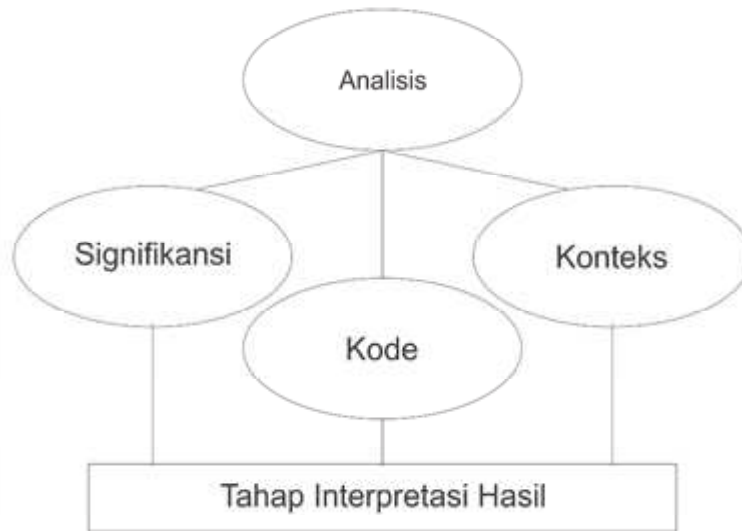 Analisis
Signifikansi
Konteks
Kode
Tahap Interpretasi Hasil